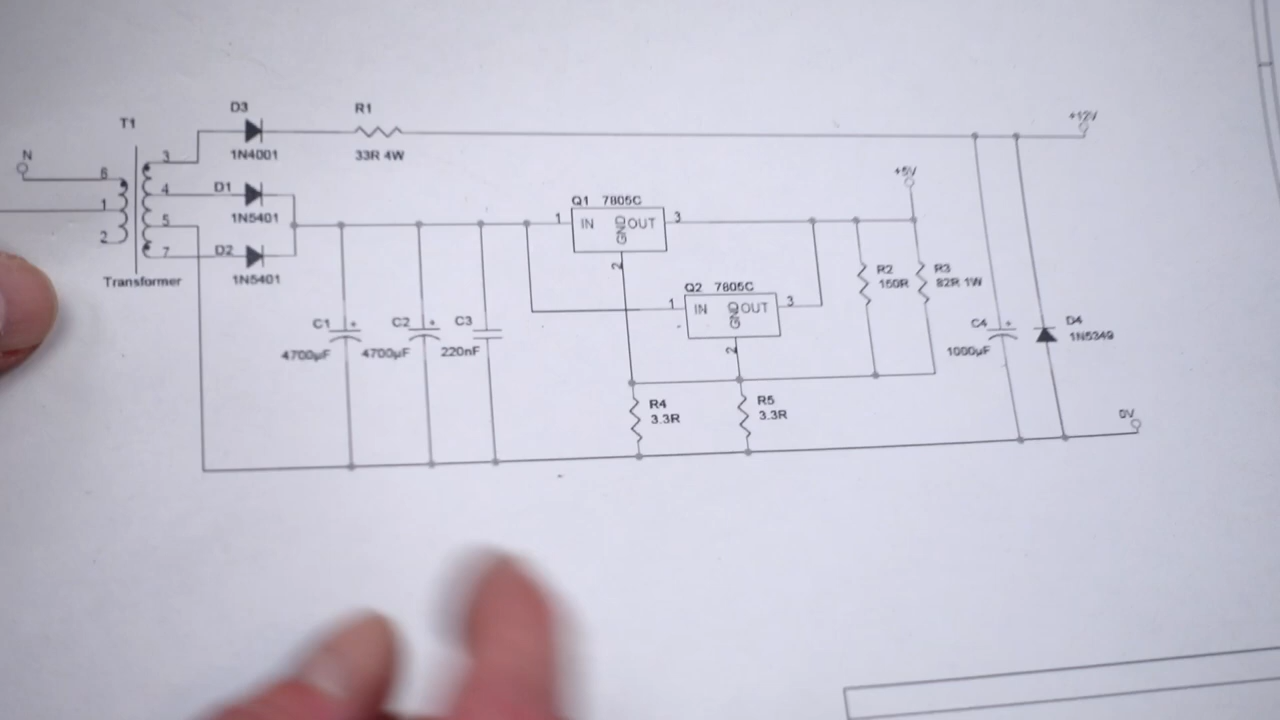 D3
R1
T1
+12V
N
3
1N4001
33R 4W
6
+5V
4
D1
1
1N5401
Q1 7805C
1
IN
GND
OUT
3
5
2
7
D2
2
R2
150R
R3
82R 1W
Transformer
1N5401
Q2 7805C
1
IN
GND
OUT
3
C1
+
4700µF
C2
+
4700µF
C3
220nF
C4
+
1000µF
D4
1N5349
2
R4
3.3R
R5
3.3R
0V